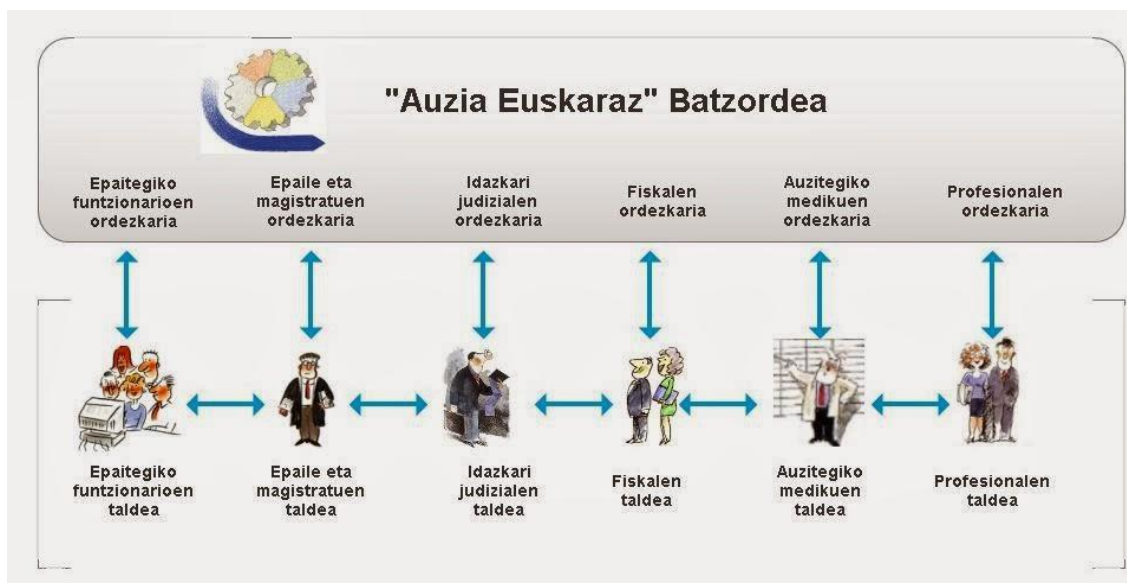 "Auzia Euskaraz" Batzordea
Epaitegiko
funtzionarioen
ordezkaria
Epaile eta
magistratuen
ordezkaria
Idazkari
judizialen
ordezkaria
Fiskalen
ordezkaria
Auzitegiko
medikuen
ordezkaria
Profesionalen
ordezkaria
Epaitegiko
funtzionarioen
taldea
Epaile eta
magistratuen
taldea
Idazkari
judizialen
taldea
Fiskalen
taldea
Auzitegiko
medikuen
taldea
Profesionalen
taldea